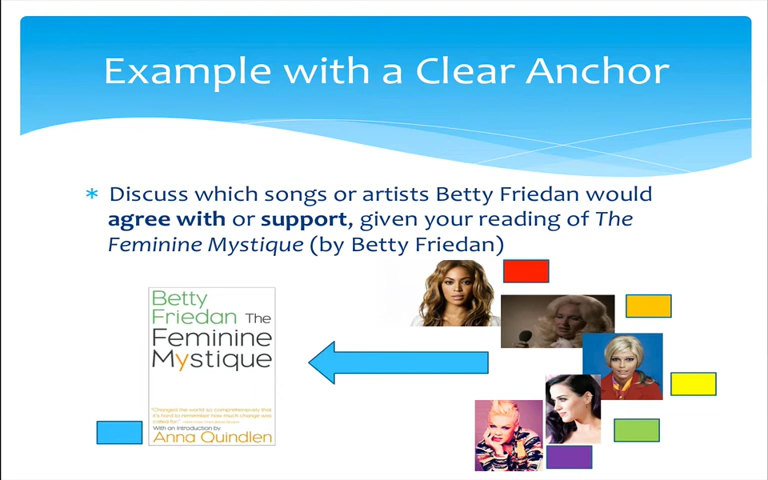 Example with a Clear Anchor
* Discuss which songs or artists Betty Friedan would
agree with or support, given your reading of The
Feminine Mystique (by Betty Friedan)
Betty
Friedan The
Feminine
Mystique
"Changed the world so comprehensively that
it's hard to remember how much change was
called for."
With an Introduction by
Anna Quindlen